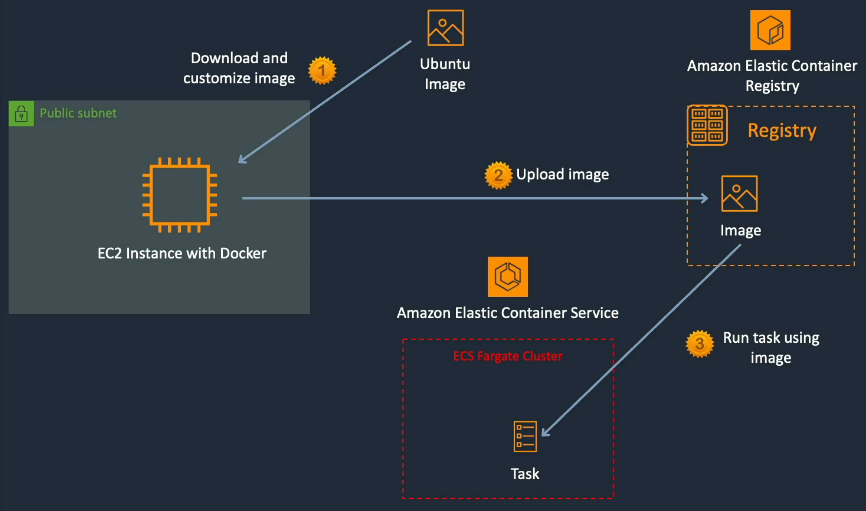 Download and
customize image
1
Ubuntu
Image
Amazon Elastic Container
Registry
Public subnet
Registry
2
Upload image
Image
EC2 Instance with Docker
Amazon Elastic Container Service
3
Run task using
image
ECS Fargate Cluster
Task